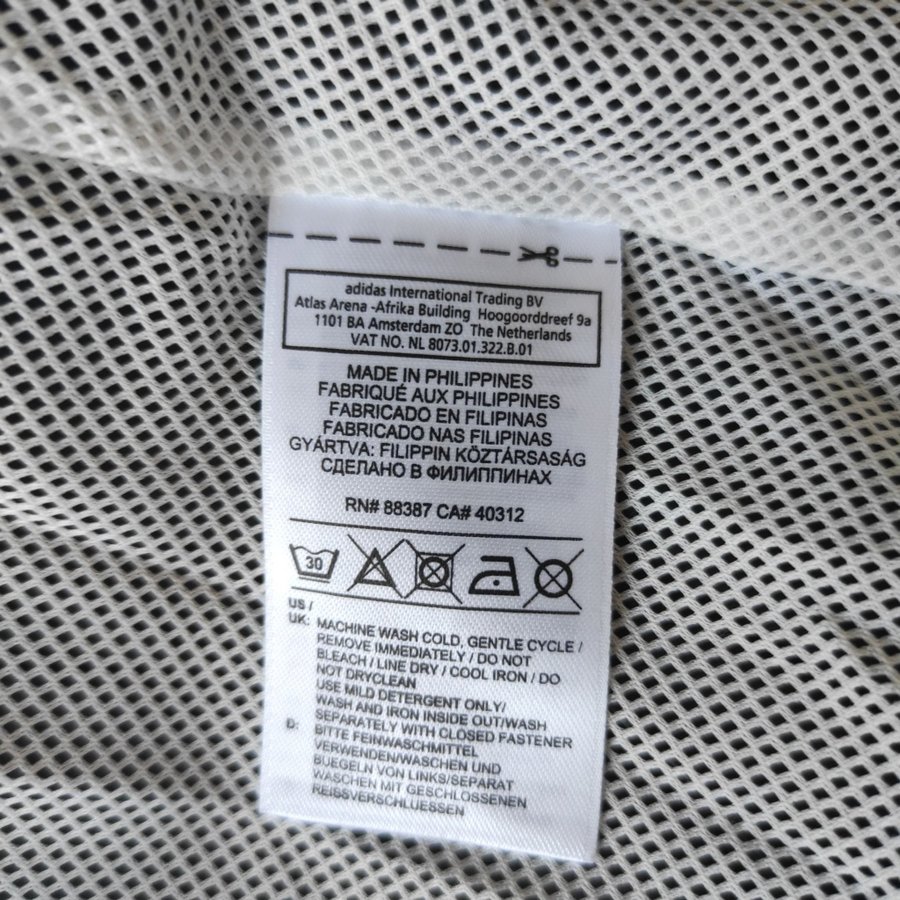 adidas International Trading BV
Atlas Arena -Afrika Building Hoogoorddreef 9a
1101 BA Amsterdam ZO The Netherlands
VAT NO. NL 8073.01.322.B.01
MADE IN PHILIPPINES
FABRIQUÉ AUX PHILIPPINES
FABRICADO EN FILIPINAS
FABRICADO NAS FILIPINAS
GYÁRTVA: FILIPPIN KÖZTÁRSASÁG
СДЕЛАНО В ФИЛИППИНАХ
RN# 88387 CA# 40312
30
US /
UK: MACHINE WASH COLD, GENTLE CYCLE /
REMOVE IMMEDIATELY / DO NOT
BLEACH / LINE DRY / COOL IRON / DO
NOT DRYCLEAN
USE MILD DETERGENT ONLY/
WASH AND IRON INSIDE OUT/WASH
SEPARATELY WITH CLOSED FASTENER
D: BITTE FEINWASCHMITTEL
VERWENDEN/WASCHEN UND
BUEGELN VON LINKS/SEPARAT
WASCHEN MIT GESCHLOSSENEN
REISSVERSCHLUESSEN